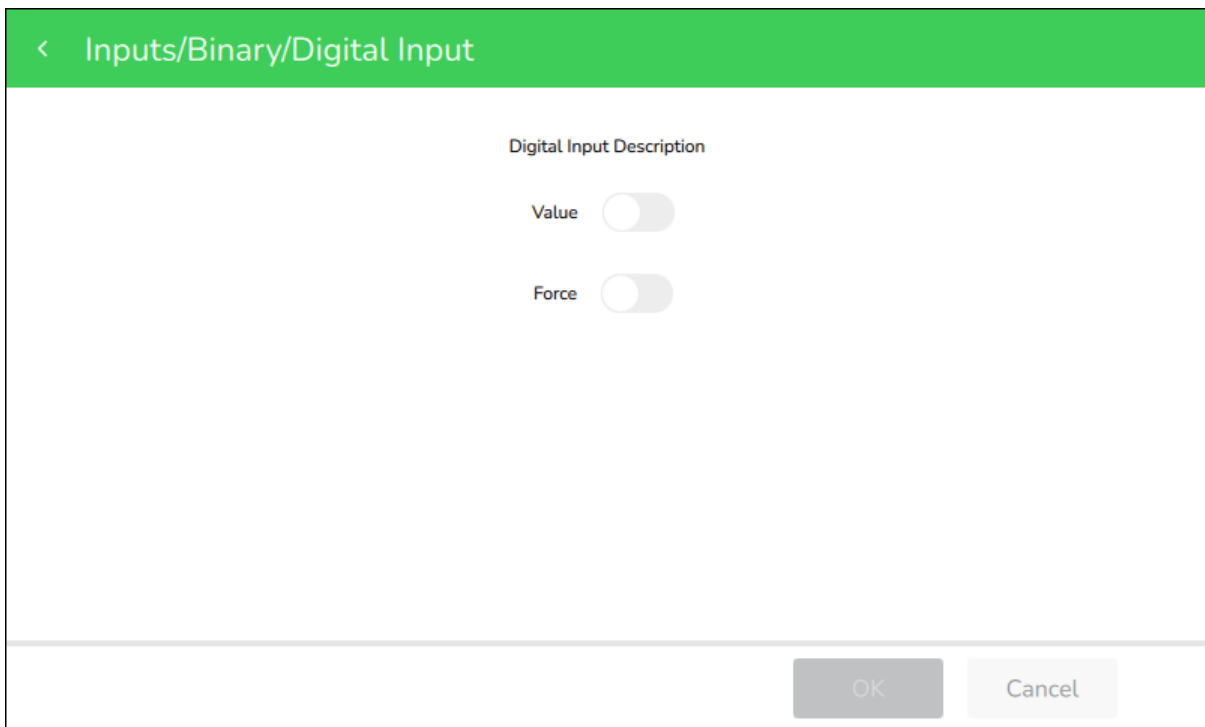 Inputs/Binary/Digital Input
Digital Input Description
Value
Force
OK
Cancel